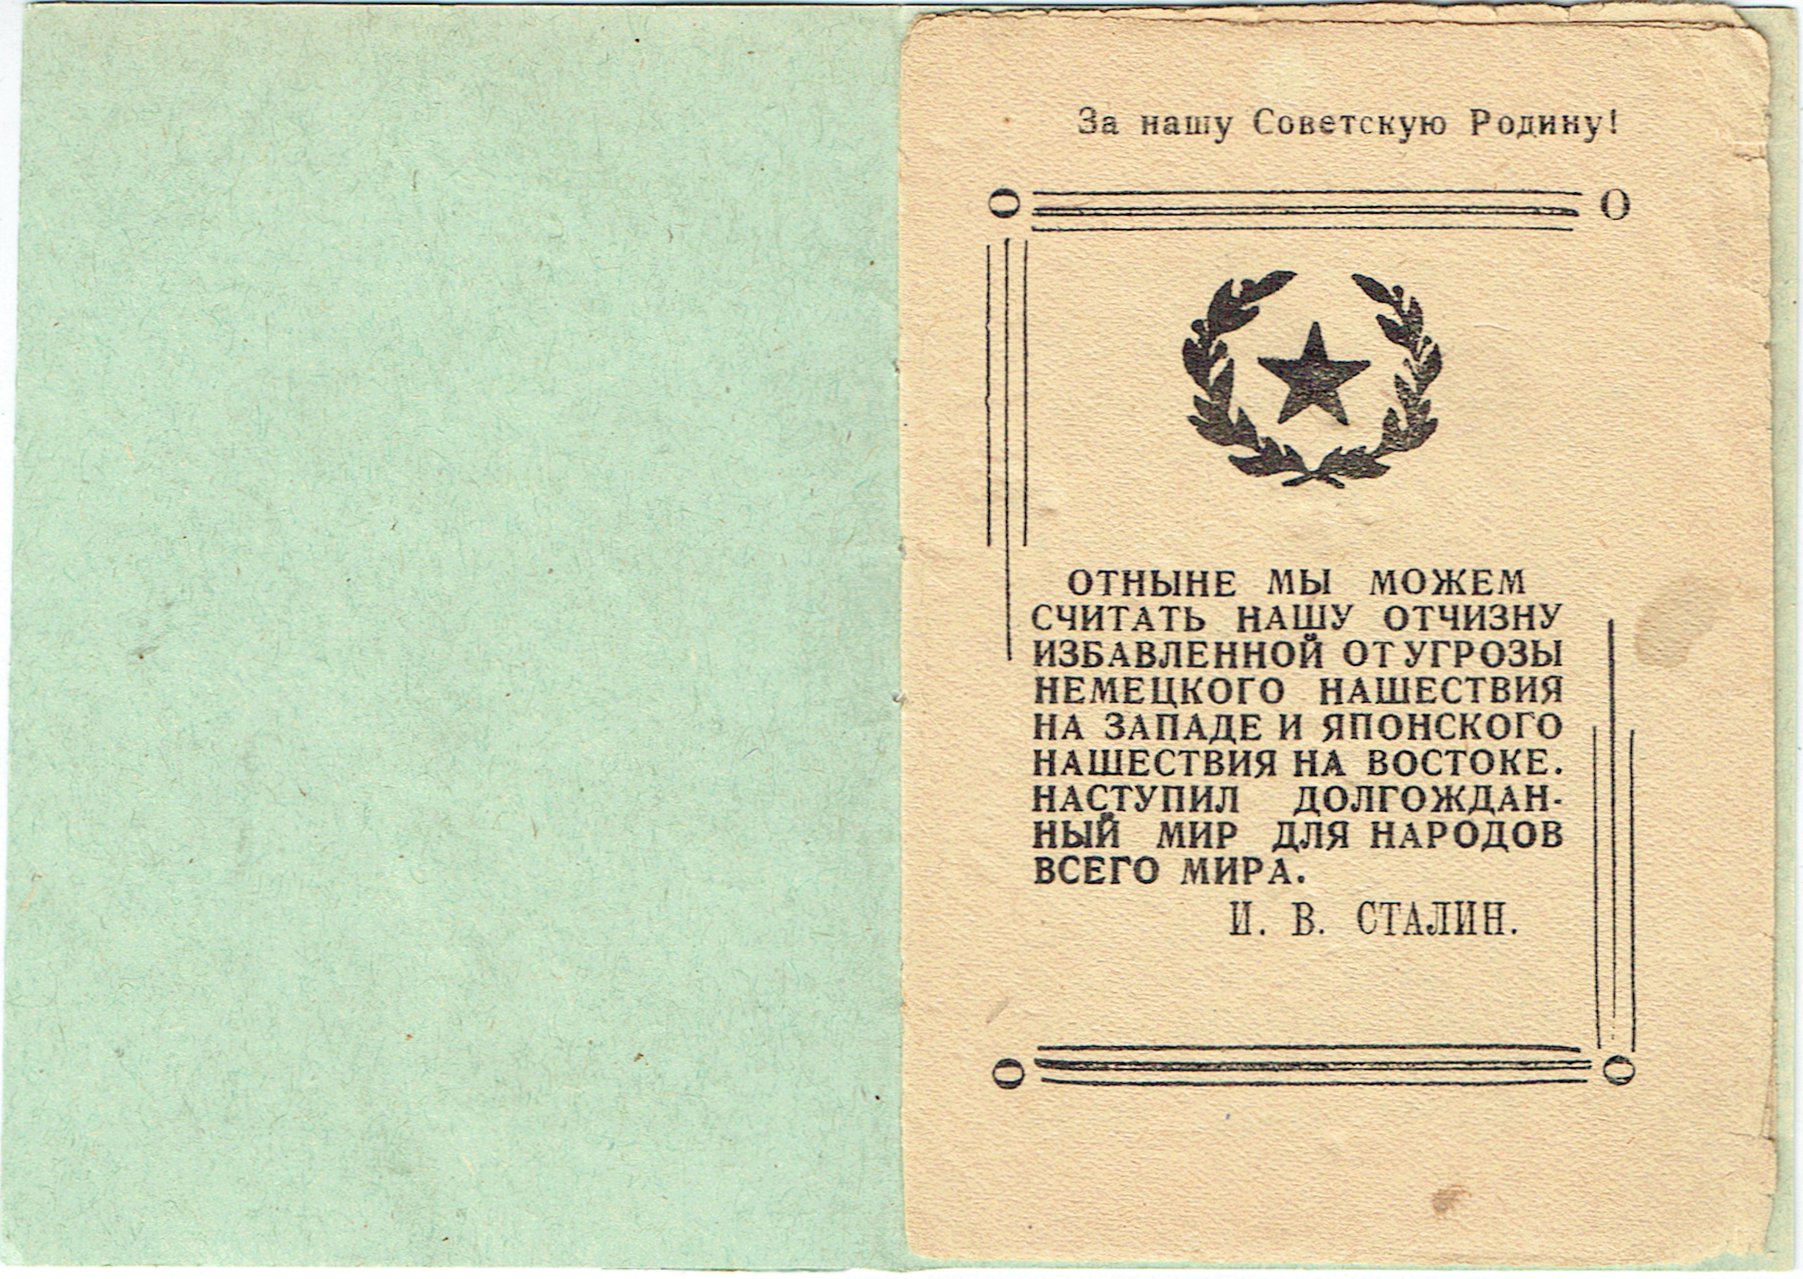 За нашу Советскую Родину!
ОТНЫНЕ МЫ МОЖЕМ
СЧИТАТЬ НАШУ ОТЧИЗНУ
ИЗБАВЛЕННОЙ ОТ УГРОЗЫ
НЕМЕЦКОГО НАШЕСТВИЯ
НА ЗАПАДЕ И ЯПОНСКОГО
НАШЕСТВИЯ НА ВОСТОКЕ.
НАСТУПИЛ ДОЛГОЖДАН-
НЫЙ МИР ДЛЯ НАРОДОВ
ВСЕГО МИРА.
И. В. СТАЛИН.